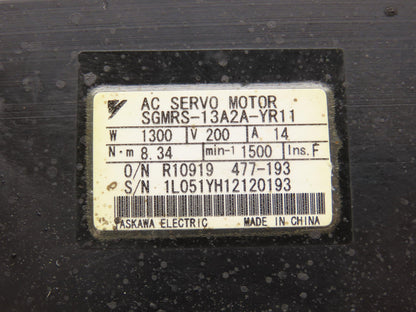 AC SERVO MOTOR
SGMRS-13A2A-YR11
W 1300 V 200 A 14
N·m 8.34 min-1 1500 Ins. F
O/N R10919 477-193
S/N 1L051YH12120193
ASKAWA ELECTRIC MADE IN CHINA